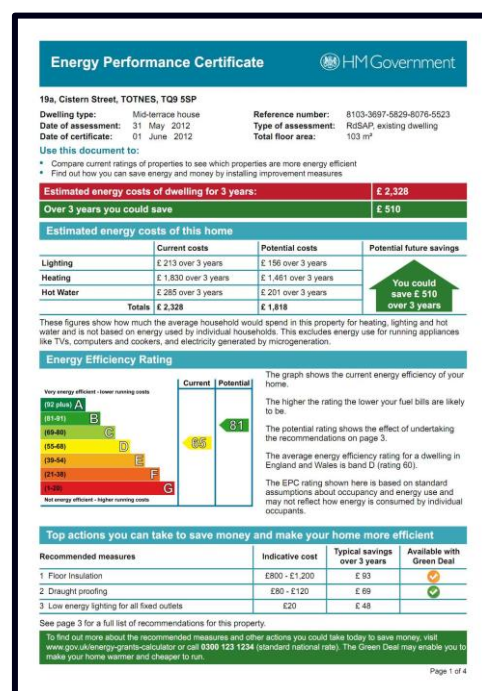 Energy Performance Certificate
HM Government
19a, Cistern Street, TOTNES, TQ9 5SP
Dwelling type: Mid-terrace house
Date of assessment: 31 May 2012
Date of certificate: 01 June 2012
Reference number: 8103-3697-5829-8076-5523
Type of assessment: RdSAP, existing dwelling
Total floor area: 103 m²
Use this document to:
• Compare current ratings of properties to see which properties are more energy efficient
• Find out how you can save energy and money by installing improvement measures
Estimated energy costs of dwelling for 3 years: £ 2,328
Over 3 years you could save £ 510
Estimated energy costs of this home
Current costs Potential costs Potential future savings
Lighting £ 213 over 3 years £ 156 over 3 years
Heating £ 1,830 over 3 years £ 1,461 over 3 years
Hot Water £ 285 over 3 years £ 201 over 3 years
Totals £ 2,328 £ 1,818
You could
save £ 510
over 3 years
These figures show how much the average household would spend in this property for heating, lighting and hot
water and is not based on energy used by individual households. This excludes energy use for running appliances
like TVs, computers and cookers, and electricity generated by microgeneration.
Energy Efficiency Rating
Current Potential
Very energy efficient - lower running costs
(92 plus) A
(81-91) B
(69-80) C
(55-68) D
(39-54) E
(21-38) F
(1-20) G
Not energy efficient - higher running costs
65
81
The graph shows the current energy efficiency of your
home.
The higher the rating the lower your fuel bills are likely
to be.
The potential rating shows the effect of undertaking
the recommendations on page 3.
The average energy efficiency rating for a dwelling in
England and Wales is band D (rating 60).
The EPC rating shown here is based on standard
assumptions about occupancy and energy use and
may not reflect how energy is consumed by individual
occupants.
Top actions you can take to save money and make your home more efficient
Recommended measures Indicative cost Typical savings over 3 years Available with Green Deal
1 Floor Insulation £800 - £1,200 £ 93
2 Draught proofing £80 - £120 £ 69
3 Low energy lighting for all fixed outlets £20 £ 48
See page 3 for a full list of recommendations for this property.
To find out more about the recommended measures and other actions you could take today to save money, visit
www.gov.uk/energy-grants-calculator or call 0300 123 1234 (standard national rate). The Green Deal may enable you to
make your home warmer and cheaper to run.
Page 1 of 4